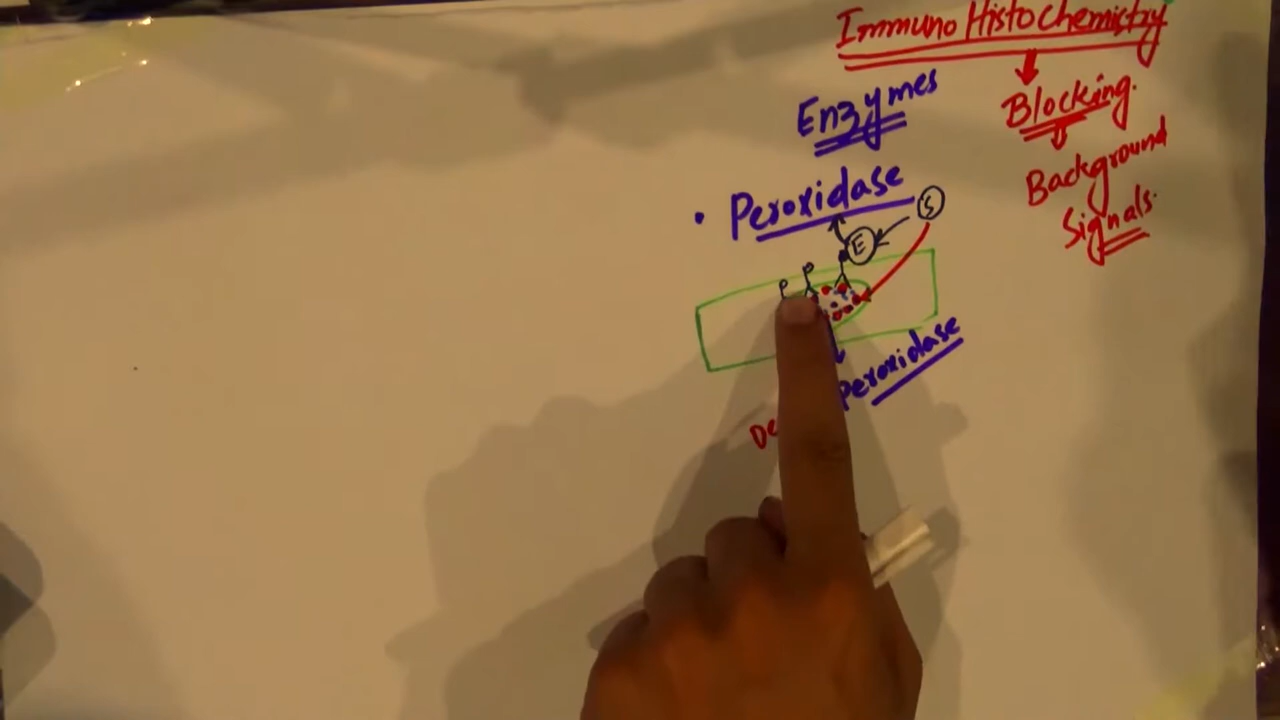 Immuno Histochemistry
Blocking.
Background
Signals.
Enzymes
• Peroxidase
S
E
P
P
Peroxidase